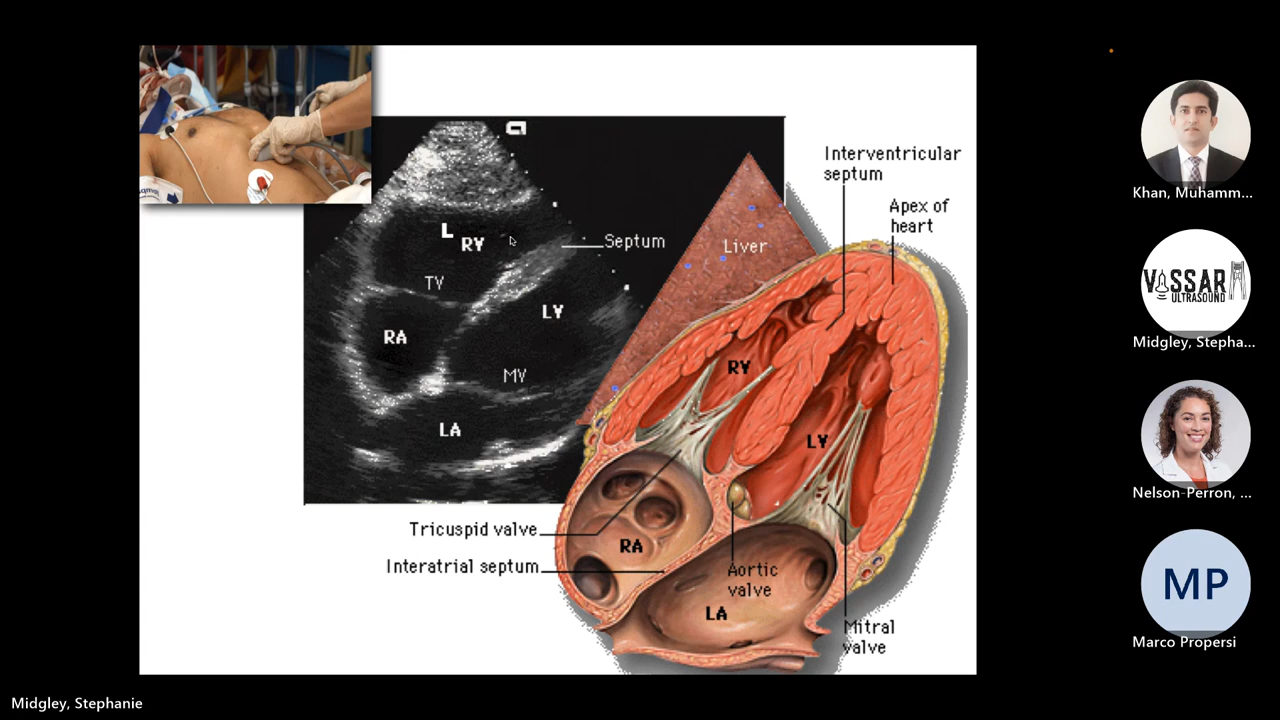 Interventricular
septum
Apex of
heart
L
RV
Septum
Liver
TV
LV
RA
MV
LA
RV
LV
Tricuspid valve
Interatrial septum
RA
Aortic
valve
LA
Mitral
valve
Khan, Muhamm...
VASSAR
ULTRASOUND
Midgley, Stepha...
Nelson-Perron, ...
MP
Marco Propersi
Midgley, Stephanie